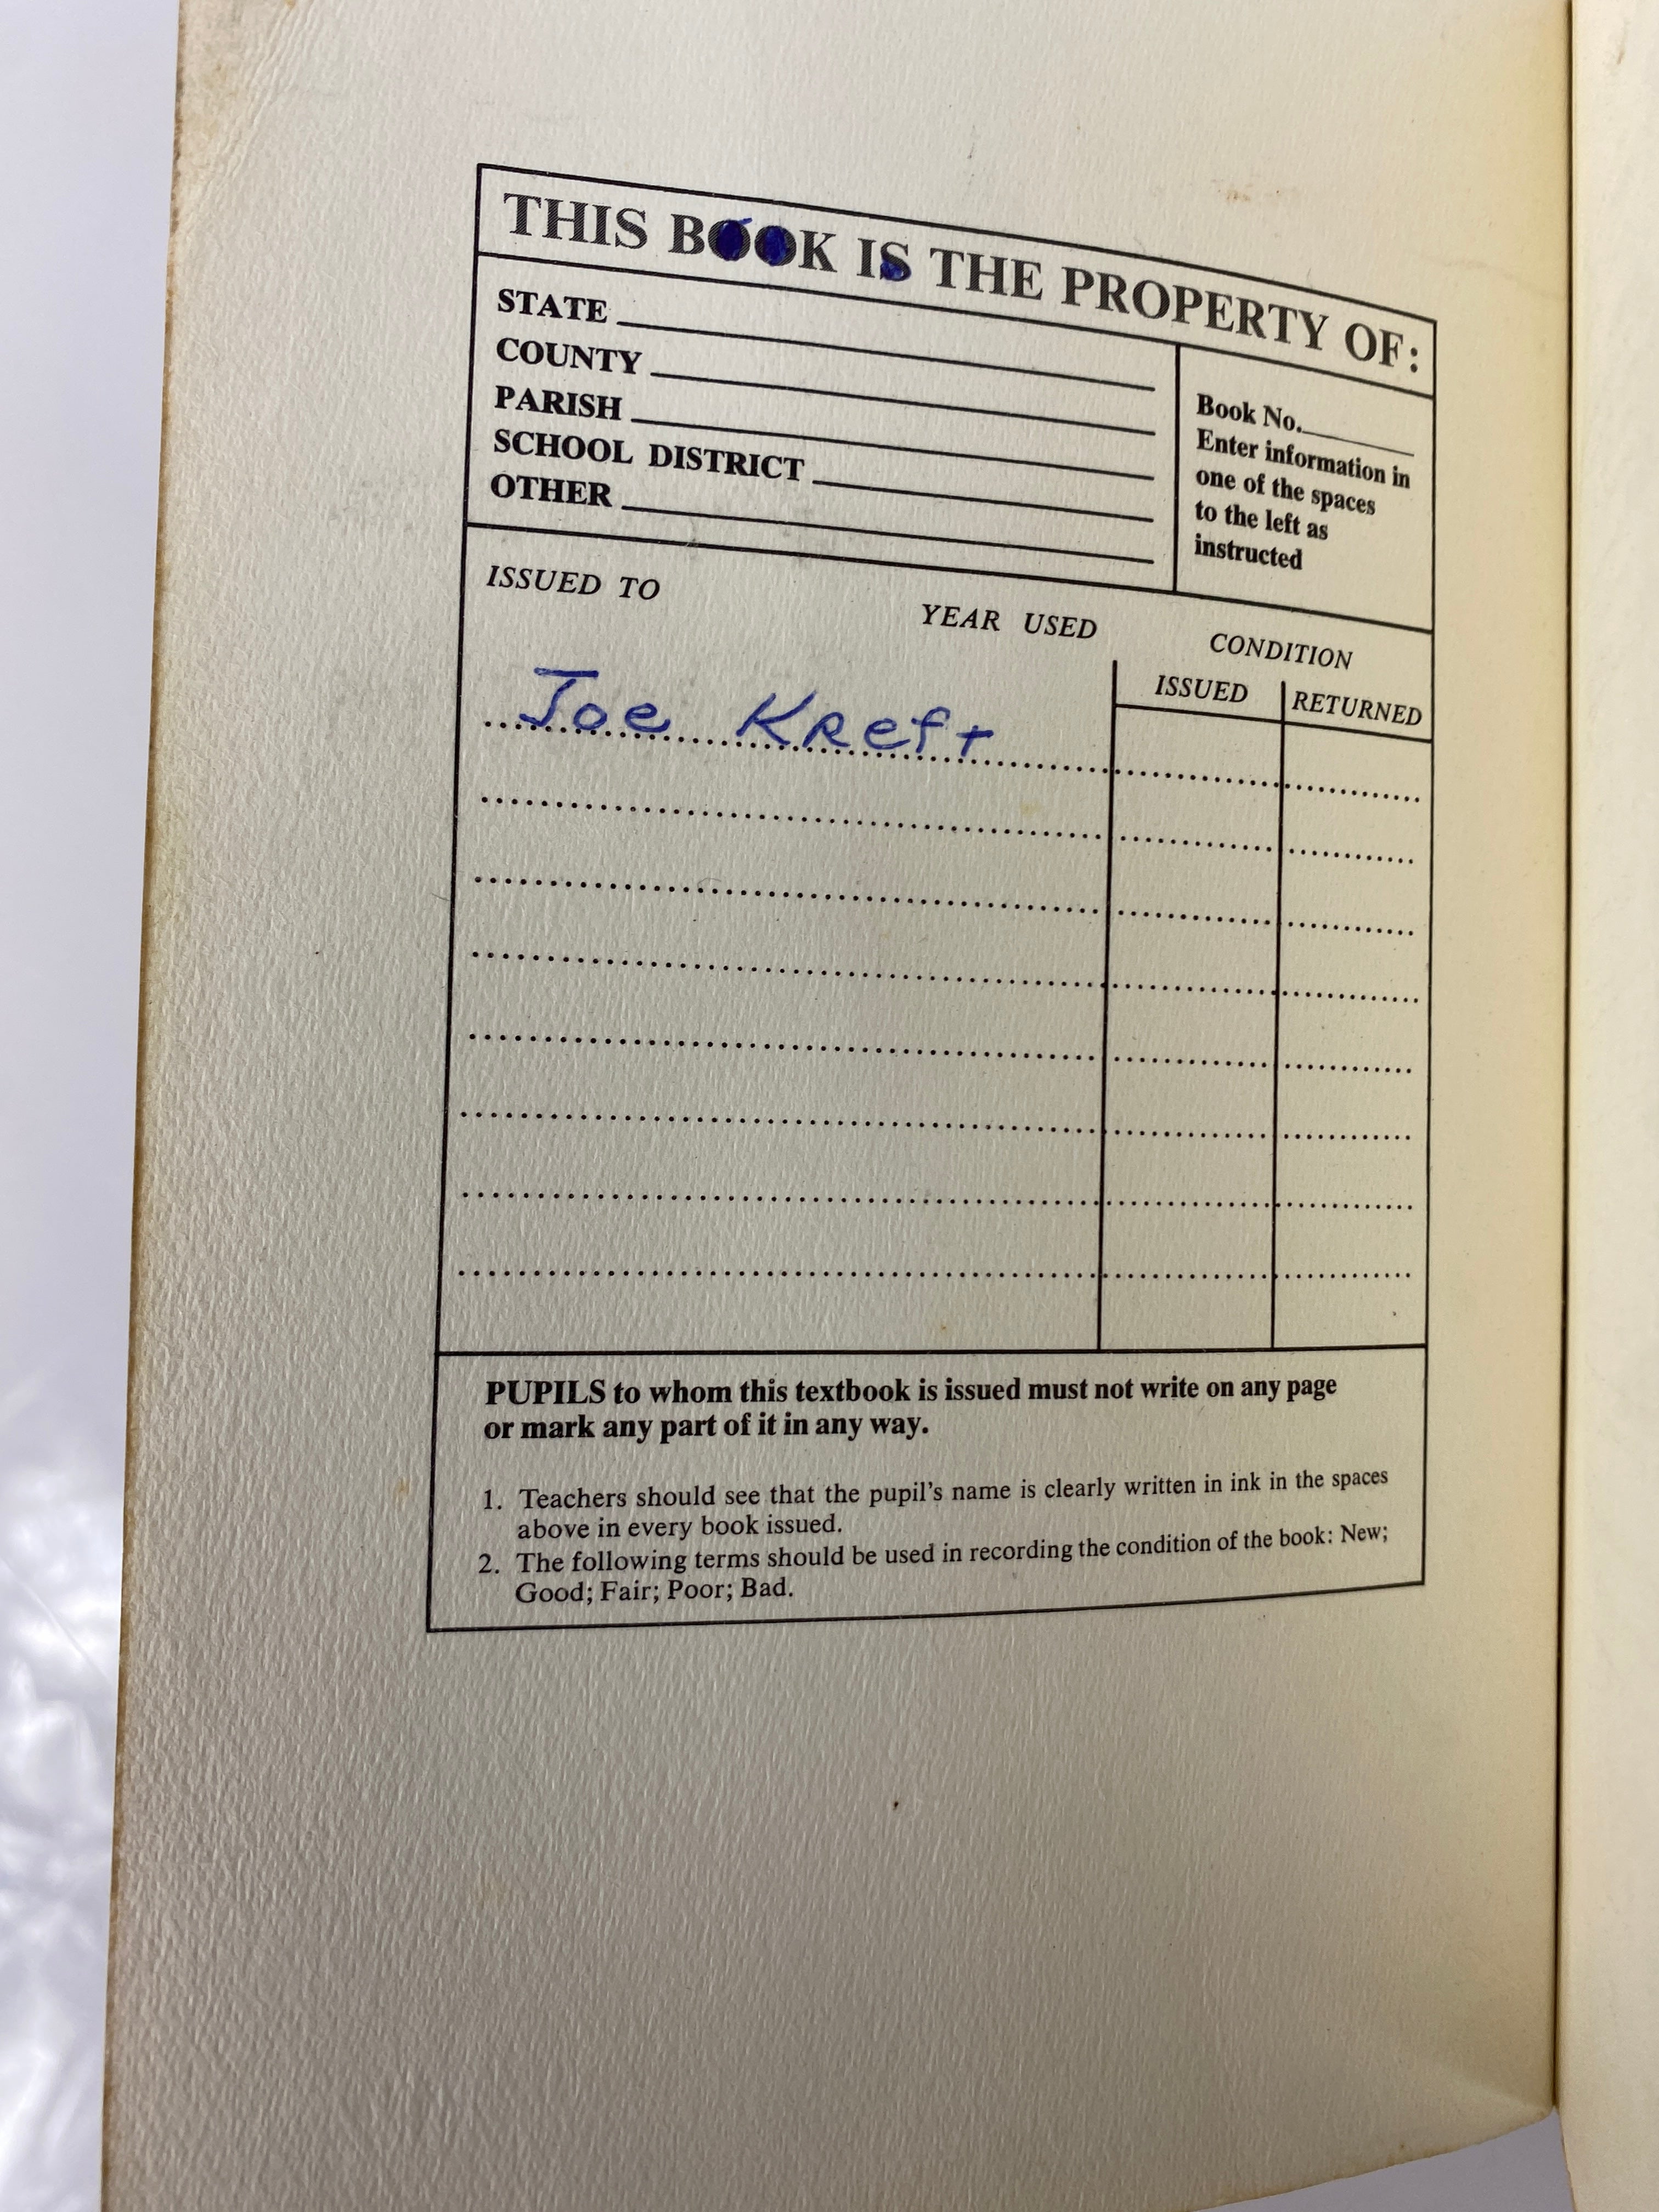 THIS BOOK IS THE PROPERTY OF:
STATE
COUNTY
PARISH
SCHOOL DISTRICT
OTHER
Book No.
Enter information in
one of the spaces
to the left as
instructed
ISSUED TO YEAR USED CONDITION
ISSUED RETURNED
Joe Kreft
PUPILS to whom this textbook is issued must not write on any page
or mark any part of it in any way.
1. Teachers should see that the pupil's name is clearly written in ink in the spaces
above in every book issued.
2. The following terms should be used in recording the condition of the book: New;
Good; Fair; Poor; Bad.